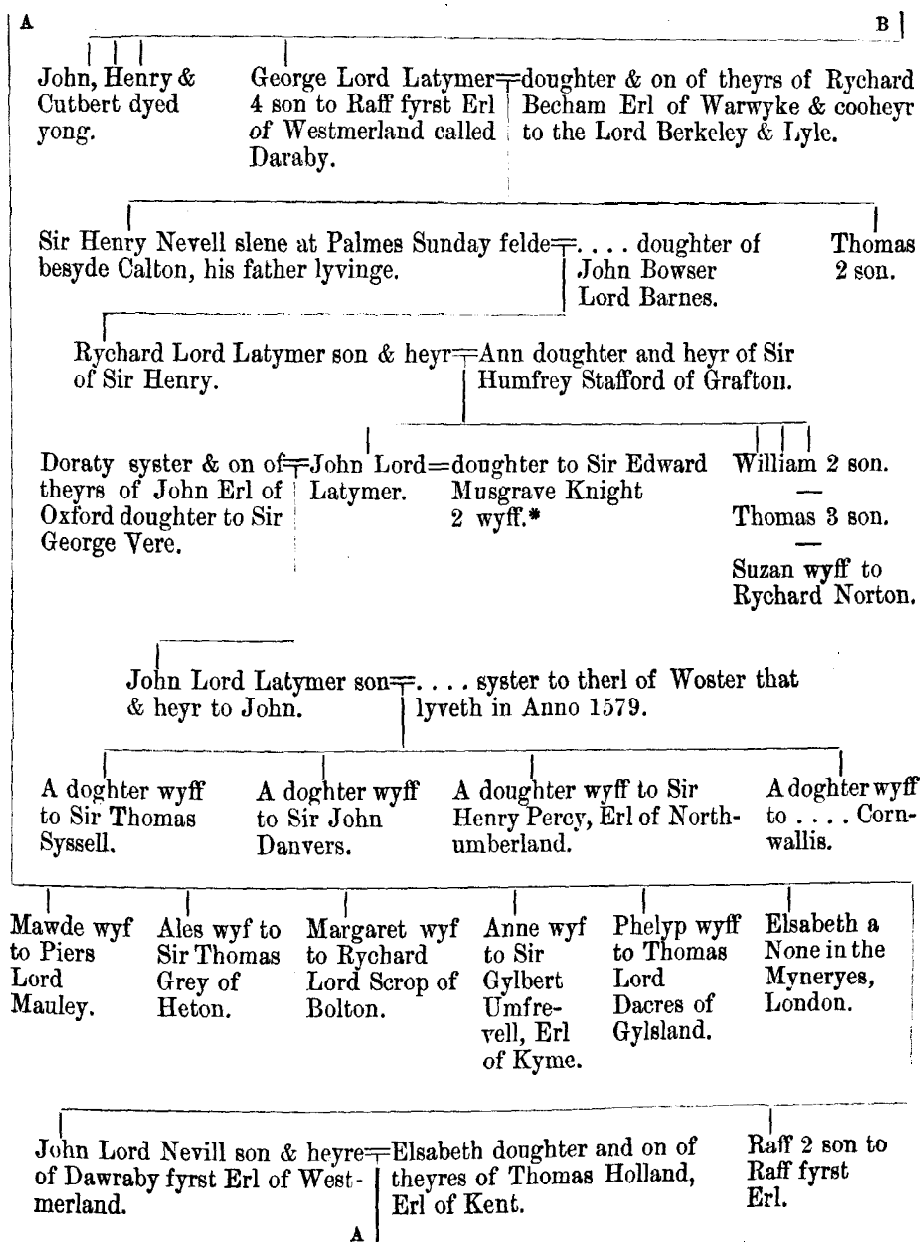 A
B
John, Henry &
Cutbert dyed
yong.
George Lord Latymer
4 son to Raff fyrst Erl
of Westmerland called
Daraby.
doughter & on of theyrs of Rychard
Becham Erl of Warwyke & cooheyr
to the Lord Berkeley & Lyle.
Sir Henry Nevell slene at Palmes Sunday felde
besyde Calton, his father lyvinge.
. . . . doughter of
John Bowser
Lord Barnes.
Thomas
2 son.
Rychard Lord Latymer son & heyr
of Sir Henry.
Ann doughter and heyr of Sir
Humfrey Stafford of Grafton.
Doraty syster & on of
theyrs of John Erl of
Oxford doughter to Sir
George Vere.
John Lord
Latymer.
doughter to Sir Edward
Musgrave Knight
2 wyff.*
William 2 son.
Thomas 3 son.
Suzan wyff to
Rychard Norton.
John Lord Latymer son
& heyr to John.
. . . . syster to therl of Woster that
lyveth in Anno 1579.
A doghter wyff
to Sir Thomas
Syssell.
A doghter wyff
to Sir John
Danvers.
A doughter wyff to Sir
Henry Percy, Erl of North-
umberland.
A doghter wyff
to . . . . Corn-
wallis.
Mawde wyf
to Piers
Lord
Mauley.
Ales wyf to
Sir Thomas
Grey of
Heton.
Margaret wyf
to Rychard
Lord Scrop of
Bolton.
Anne wyf
to Sir
Gylbert
Umfre-
vell, Erl
of Kyme.
Phelyp wyff
to Thomas
Lord
Dacres of
Gylsland.
Elsabeth a
None in the
Myneryes,
London.
John Lord Nevill son & heyre
of Dawraby fyrst Erl of West-
merland.
Elsabeth doughter and on of
theyres of Thomas Holland,
Erl of Kent.
Raff 2 son to
Raff fyrst
Erl.
A